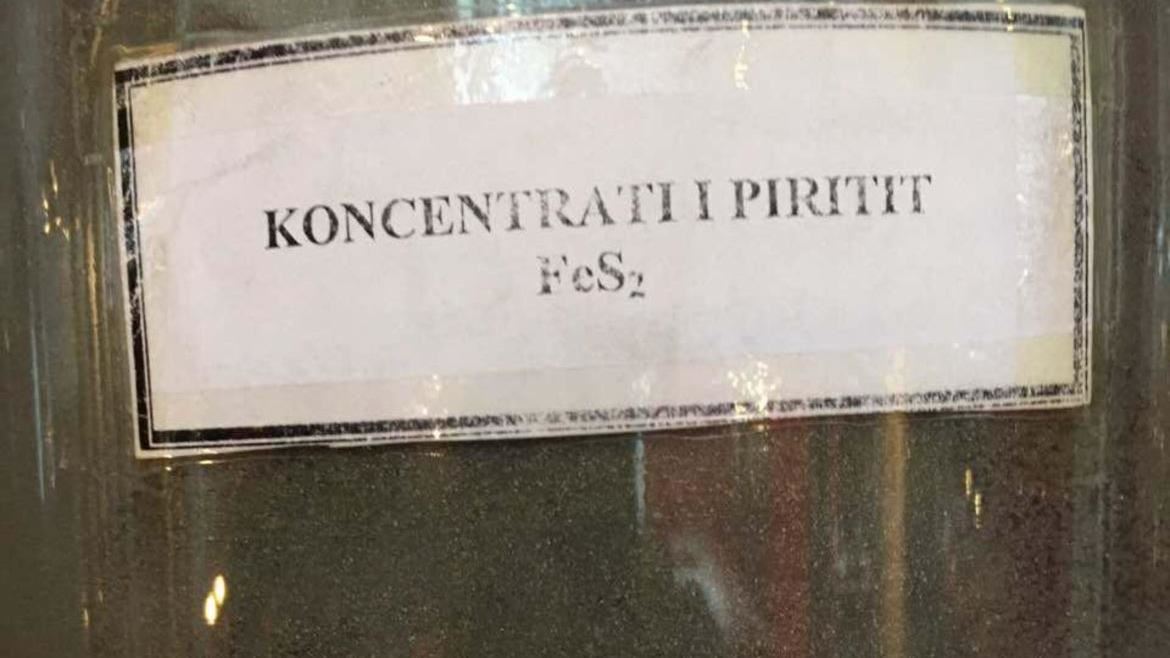 KONCENTRATI I PIRITIT
FeS₂